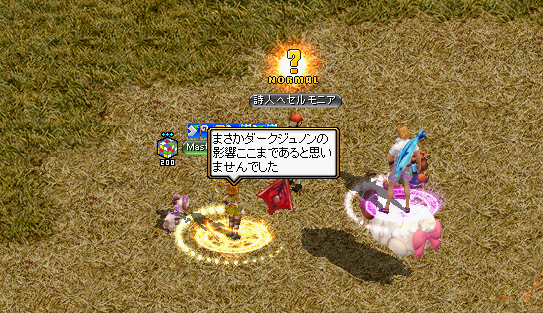 NORMAL
詩人ヘセルモニア
200
Mast
まさかダークジュノンの
影響ここまであると思い
ませんでした